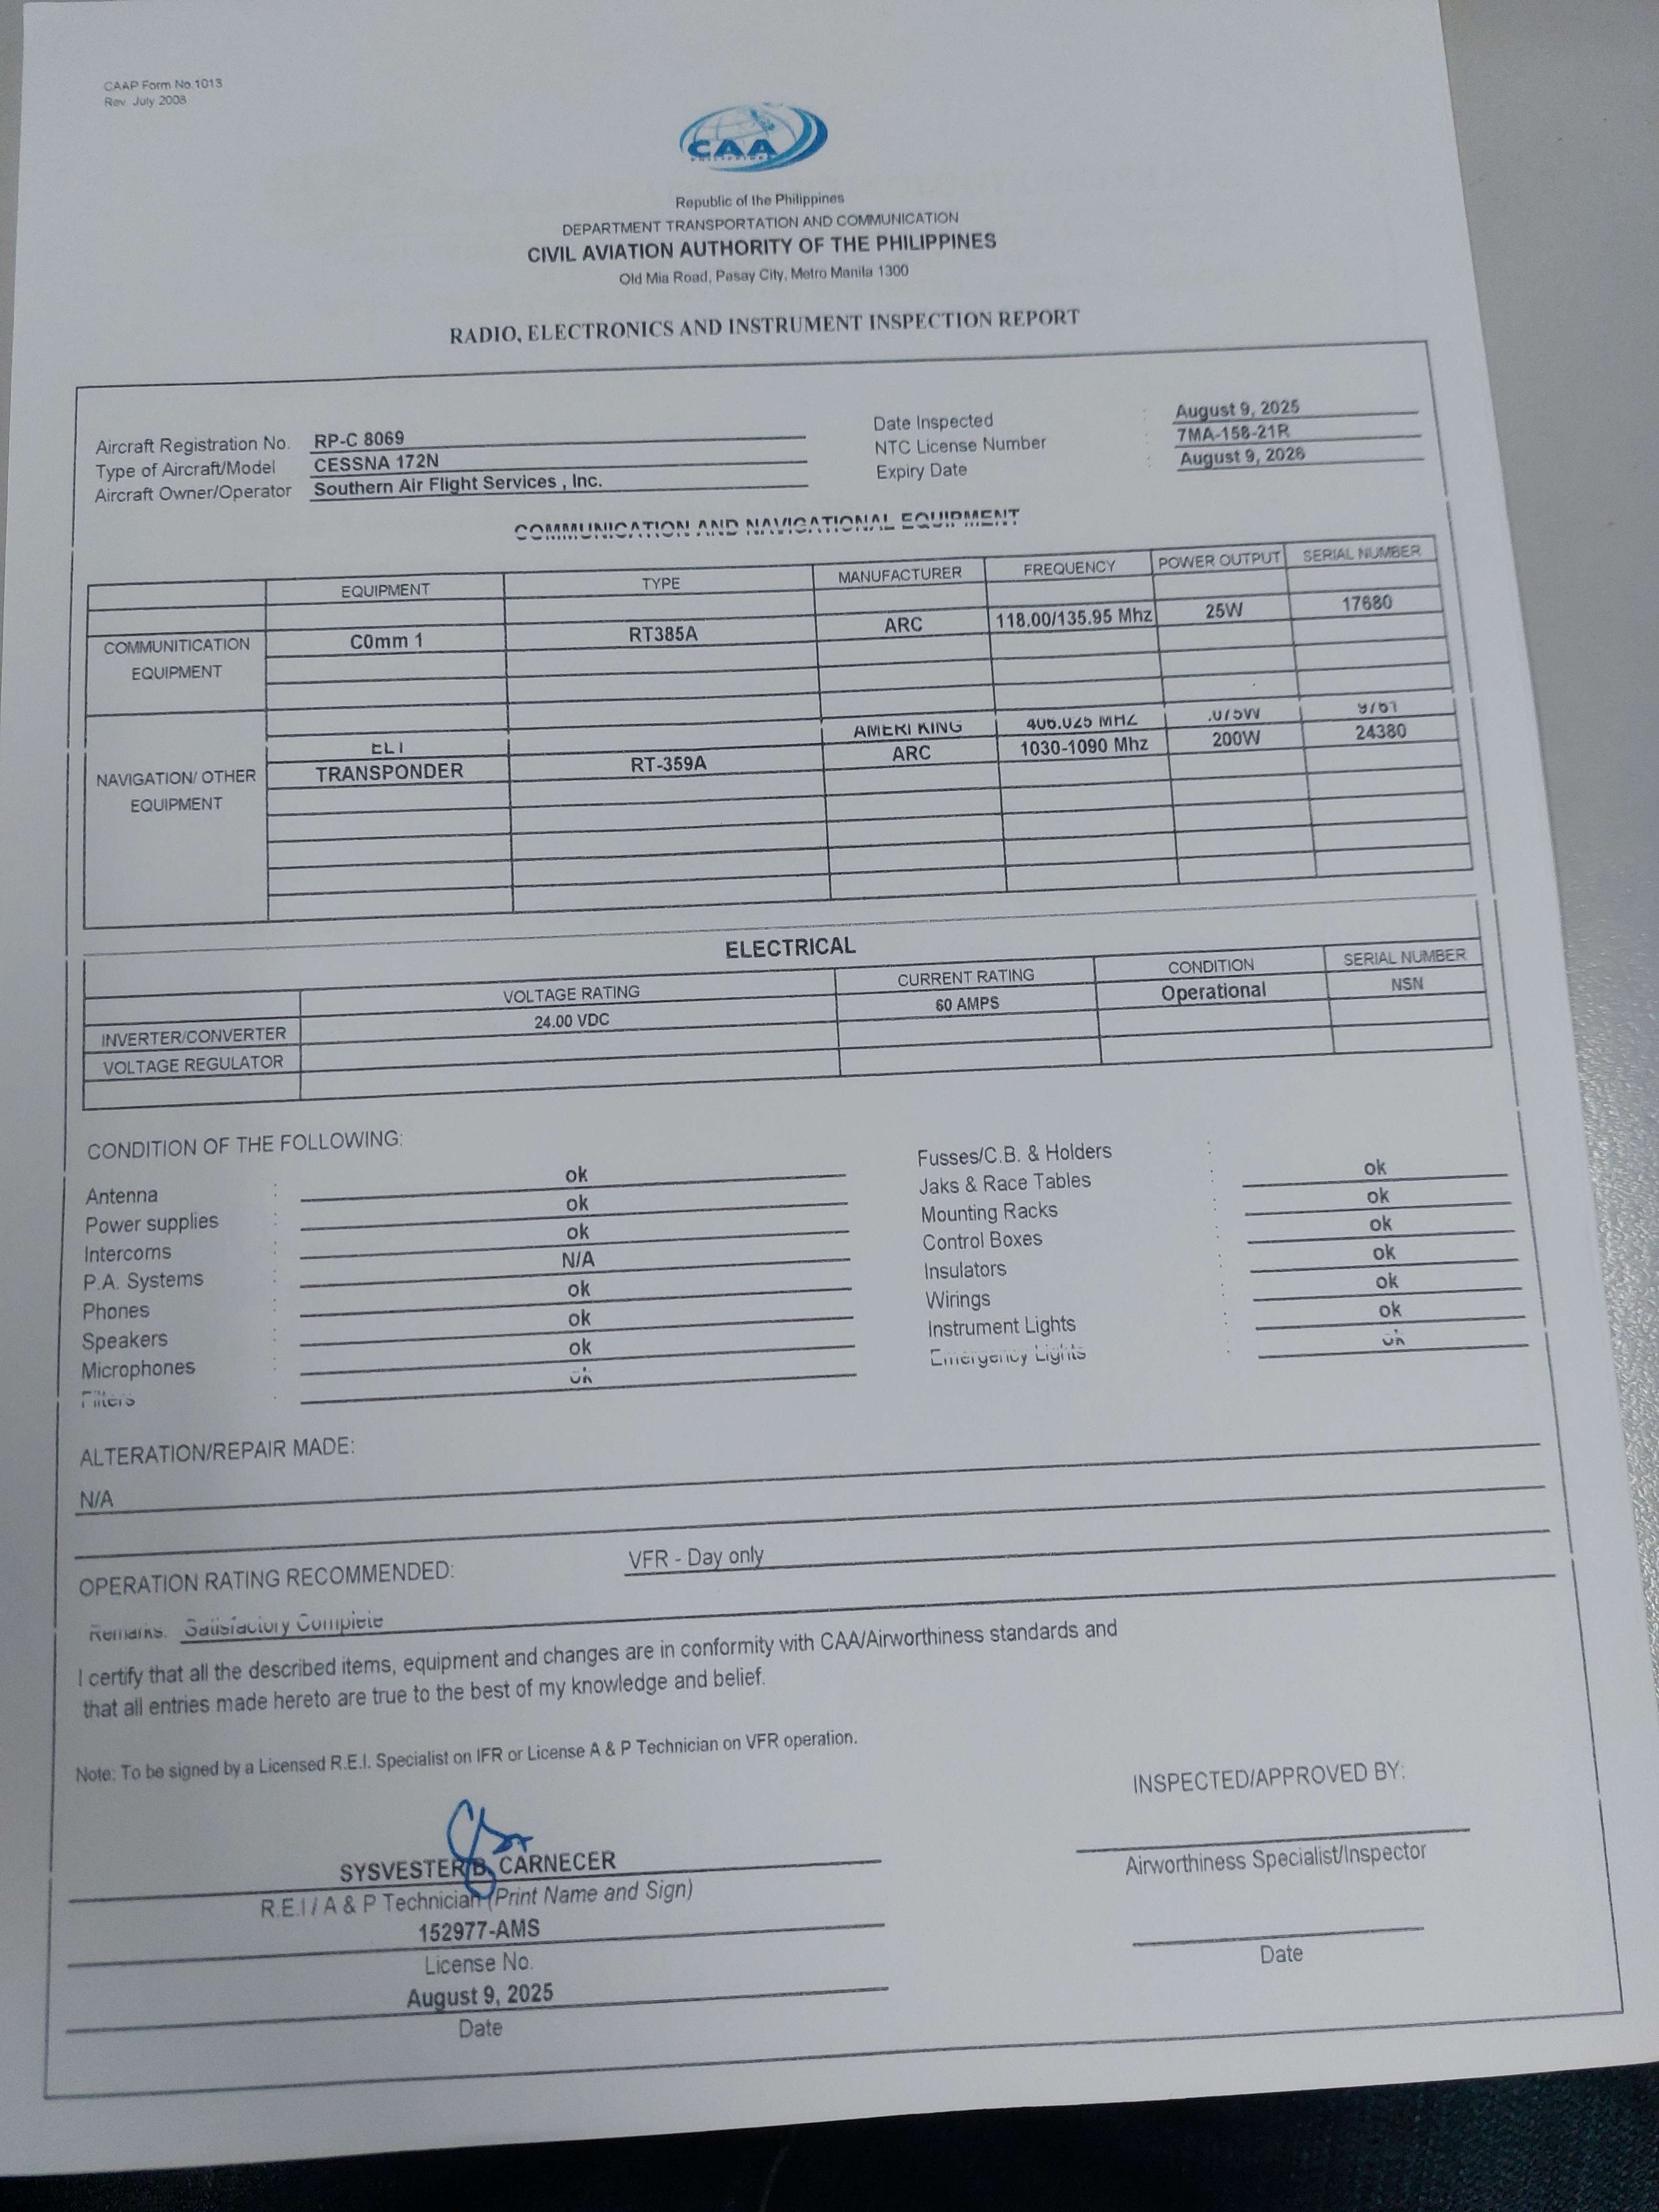 CAAP Form No.1013
Rev. July 2008
CAA
PHILIPPINES
Republic of the Philippines
DEPARTMENT TRANSPORTATION AND COMMUNICATION
CIVIL AVIATION AUTHORITY OF THE PHILIPPINES
Old Mia Road, Pasay City, Metro Manila 1300
RADIO, ELECTRONICS AND INSTRUMENT INSPECTION REPORT
Aircraft Registration No. RP-C 8069 Date Inspected : August 9, 2025
Type of Aircraft/Model CESSNA 172N NTC License Number : 7MA-158-21R
Aircraft Owner/Operator Southern Air Flight Services , Inc. Expiry Date : August 9, 2026
COMMUNICATION AND NAVIGATIONAL EQUIPMENT
EQUIPMENT TYPE MANUFACTURER FREQUENCY POWER OUTPUT SERIAL NUMBER
COMMUNITICATION EQUIPMENT C0mm 1 RT385A ARC 118.00/135.95 Mhz 25W 17680
ELT AMERI KING 406.025 MHZ .075W
NAVIGATION/ OTHER EQUIPMENT TRANSPONDER RT-359A ARC 1030-1090 Mhz 200W 24380
ELECTRICAL
VOLTAGE RATING CURRENT RATING CONDITION SERIAL NUMBER
INVERTER/CONVERTER 24.00 VDC 60 AMPS Operational NSN
VOLTAGE REGULATOR
CONDITION OF THE FOLLOWING:
Antenna : ok Fusses/C.B. & Holders : ok
Power supplies : ok Jaks & Race Tables : ok
Intercoms : ok Mounting Racks : ok
P.A. Systems : N/A Control Boxes : ok
Phones : ok Insulators : ok
Speakers : ok Wirings : ok
Microphones : ok Instrument Lights : ok
Filters : ok Emergency Lights :
ALTERATION/REPAIR MADE:
N/A
OPERATION RATING RECOMMENDED: VFR - Day only
Remarks: Satisfactory Complete
I certify that all the described items, equipment and changes are in conformity with CAA/Airworthiness standards and
that all entries made hereto are true to the best of my knowledge and belief.
Note: To be signed by a Licensed R.E.I. Specialist on IFR or License A & P Technician on VFR operation.
INSPECTED/APPROVED BY:
SYSVESTER B. CARNECER
R.E.I / A & P Technician (Print Name and Sign)
Airworthiness Specialist/Inspector
152977-AMS
License No.
August 9, 2025
Date
Date